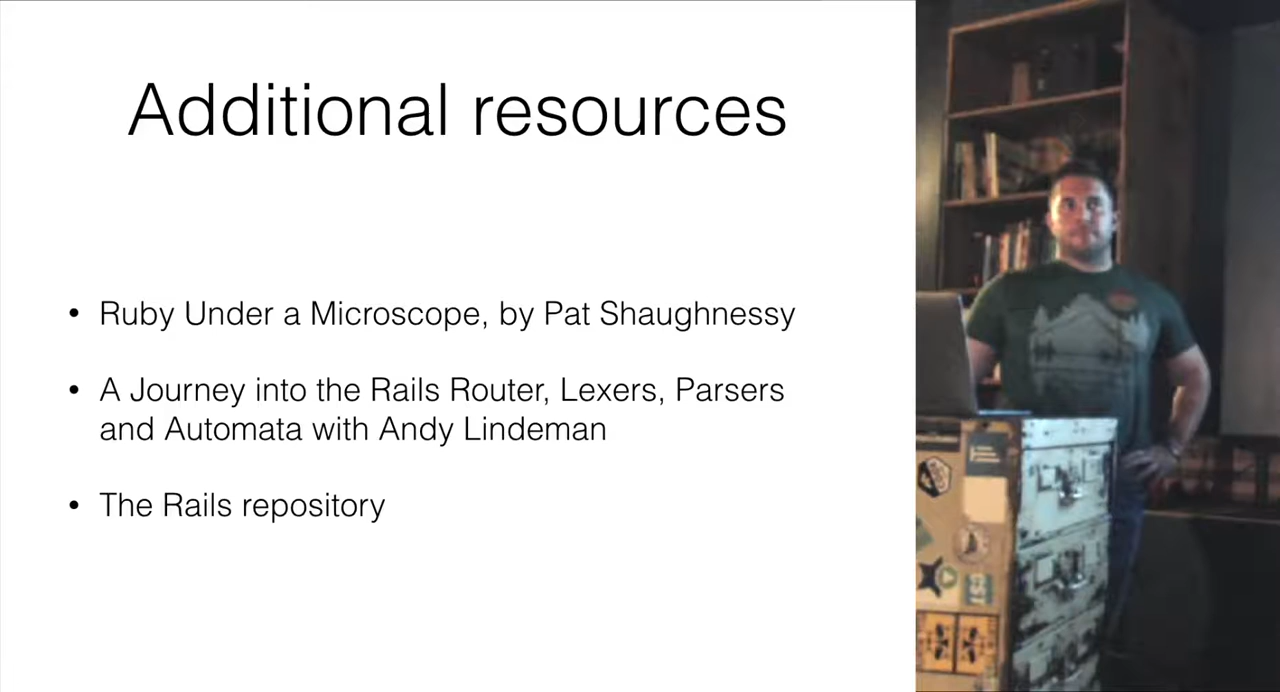 Additional resources
• Ruby Under a Microscope, by Pat Shaughnessy
• A Journey into the Rails Router, Lexers, Parsers
and Automata with Andy Lindeman
• The Rails repository